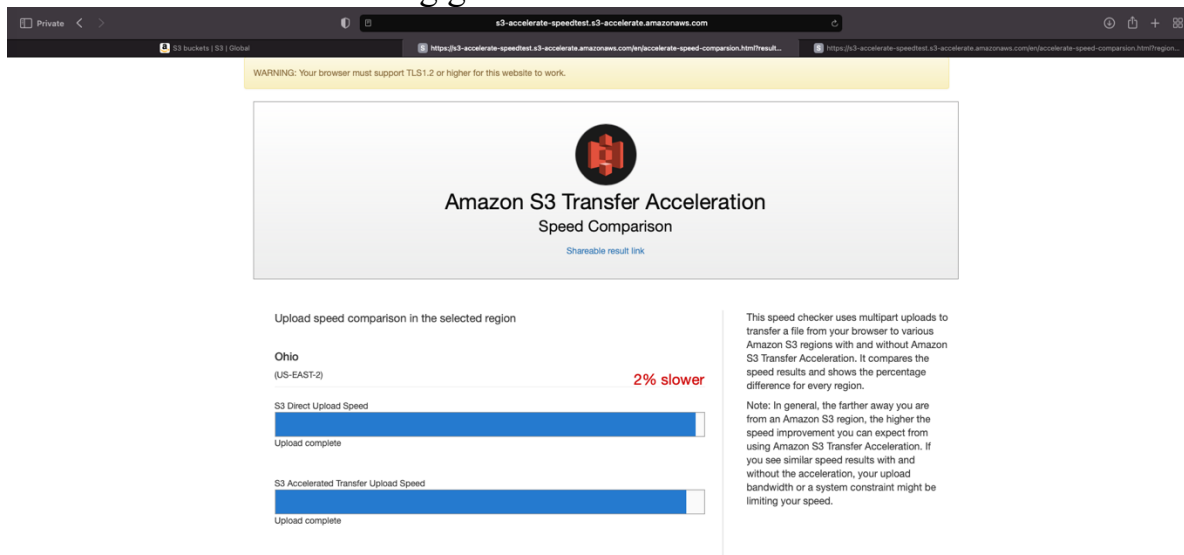 Private
s3-accelerate-speedtest.s3-accelerate.amazonaws.com
S3 buckets | S3 | Global
https://s3-accelerate-speedtest.s3-accelerate.amazonaws.com/en/accelerate-speed-comparsion.html?result...
https://s3-accelerate-speedtest.s3-accelerate.amazonaws.com/en/accelerate-speed-comparsion.html?region...
WARNING: Your browser must support TLS1.2 or higher for this website to work.
Amazon S3 Transfer Acceleration
Speed Comparison
Shareable result link
Upload speed comparison in the selected region
Ohio
(US-EAST-2)
2% slower
S3 Direct Upload Speed
Upload complete
S3 Accelerated Transfer Upload Speed
Upload complete
This speed checker uses multipart uploads to
transfer a file from your browser to various
Amazon S3 regions with and without Amazon
S3 Transfer Acceleration. It compares the
speed results and shows the percentage
difference for every region.
Note: In general, the farther away you are
from an Amazon S3 region, the higher the
speed improvement you can expect from
using Amazon S3 Transfer Acceleration. If
you see similar speed results with and
without the acceleration, your upload
bandwidth or a system constraint might be
limiting your speed.